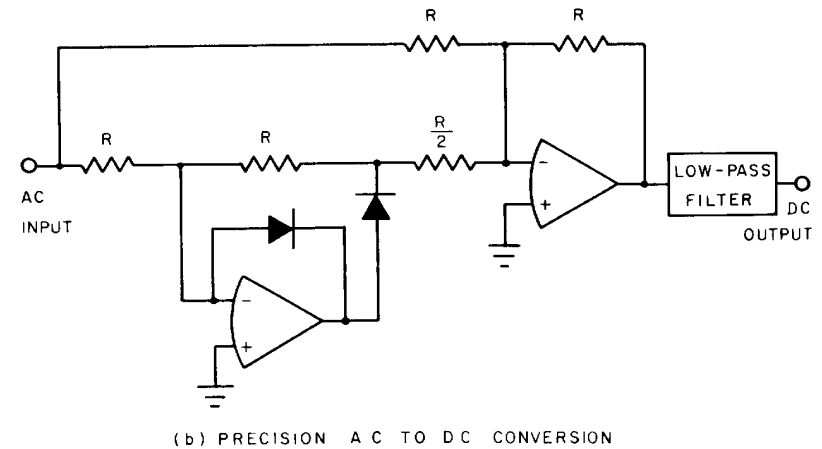 R R
R R R/2
AC
INPUT
-
+
-
+
LOW-PASS
FILTER
DC
OUTPUT
(b) PRECISION AC TO DC CONVERSION